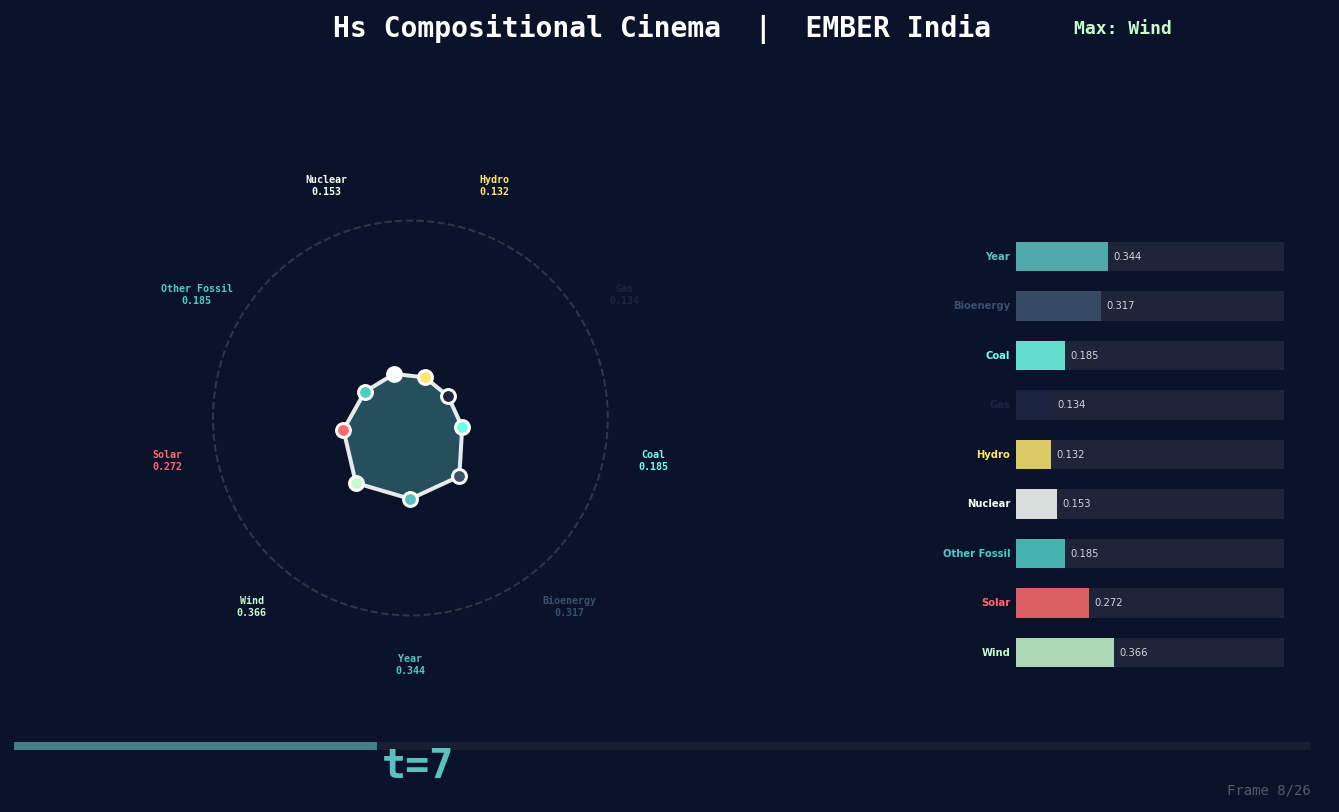 Hs Compositional Cinema | EMBER India
Max: Wind
Nuclear
0.153
Hydro
0.132
Other Fossil
0.185
Gas
0.134
Solar
0.272
Coal
0.185
Wind
0.366
Bioenergy
0.317
Year
0.344
Year 0.344
Bioenergy 0.317
Coal 0.185
Gas 0.134
Hydro 0.132
Nuclear 0.153
Other Fossil 0.185
Solar 0.272
Wind 0.366
t=7
Frame 8/26